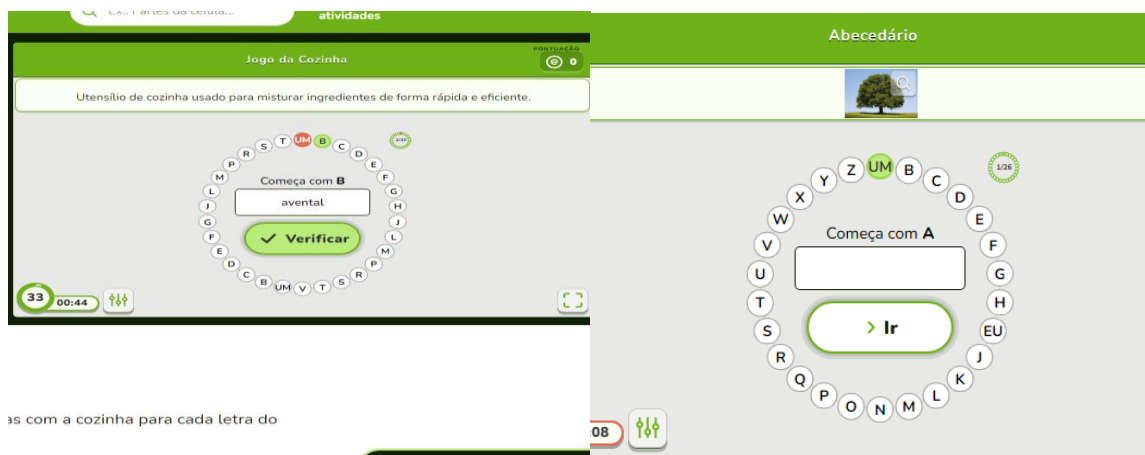 Ex.: Partes da célula...
atividades
Jogo da Cozinha
PONTUAÇÃO
0
Utensílio de cozinha usado para misturar ingredientes de forma rápida e eficiente.
UM B C D E F G H J L M P R S T V UM B C D E F G J L M P R S T
Começa com B
avental
Verificar
33
00:44
as com a cozinha para cada letra do
Abecedário
UM B C D E F G H EU J K L M N O P Q R S T U V W X Y Z
1/26
Começa com A
Ir
:08